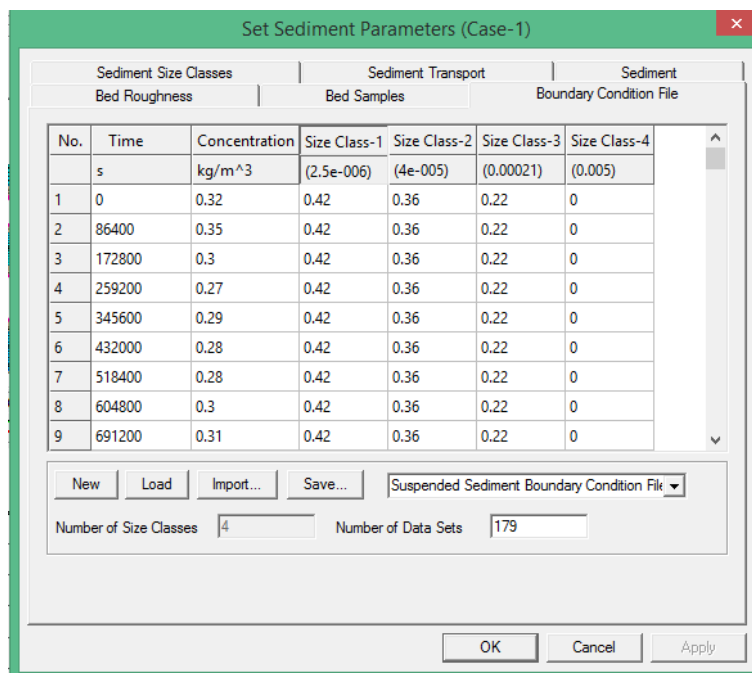 Set Sediment Parameters (Case-1)
Sediment Size Classes Sediment Transport Sediment
Bed Roughness Bed Samples Boundary Condition File
No. Time Concentration Size Class-1 Size Class-2 Size Class-3 Size Class-4
s kg/m^3 (2.5e-006) (4e-005) (0.00021) (0.005)
1 0 0.32 0.42 0.36 0.22 0
2 86400 0.35 0.42 0.36 0.22 0
3 172800 0.3 0.42 0.36 0.22 0
4 259200 0.27 0.42 0.36 0.22 0
5 345600 0.29 0.42 0.36 0.22 0
6 432000 0.28 0.42 0.36 0.22 0
7 518400 0.28 0.42 0.36 0.22 0
8 604800 0.3 0.42 0.36 0.22 0
9 691200 0.31 0.42 0.36 0.22 0
New Load Import... Save... Suspended Sediment Boundary Condition File
Number of Size Classes 4 Number of Data Sets 179
OK Cancel Apply